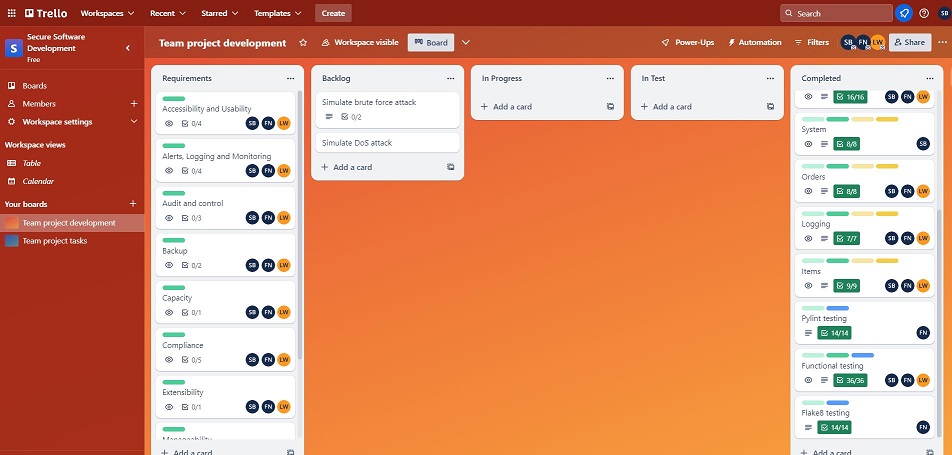 Trello
Workspaces
Recent
Starred
Templates
Create
Search
SB
S
Secure Software
Development
Free
Boards
Members
Workspace settings
Workspace views
Table
Calendar
Your boards
Team project development
Team project tasks
Team project development
Workspace visible
Board
Power-Ups
Automation
Filters
SB FN LW
Share
Requirements
Accessibility and Usability
0/4 SB FN LW
Alerts, Logging and Monitoring
0/4 SB FN LW
Audit and control
0/3 SB FN LW
Backup
0/2 SB FN LW
Capacity
0/1 SB FN LW
Compliance
0/5 SB FN LW
Extensibility
0/1 SB FN LW
Manageability
Add a card
Backlog
Simulate brute force attack
0/2
Simulate DoS attack
Add a card
In Progress
Add a card
In Test
Add a card
Completed
16/16 SB FN LW
System
8/8 SB
Orders
8/8 SB FN LW
Logging
7/7 SB FN LW
Items
9/9 SB FN LW
Pylint testing
14/14 FN
Functional testing
36/36 SB FN LW
Flake8 testing
14/14 FN
Add a card